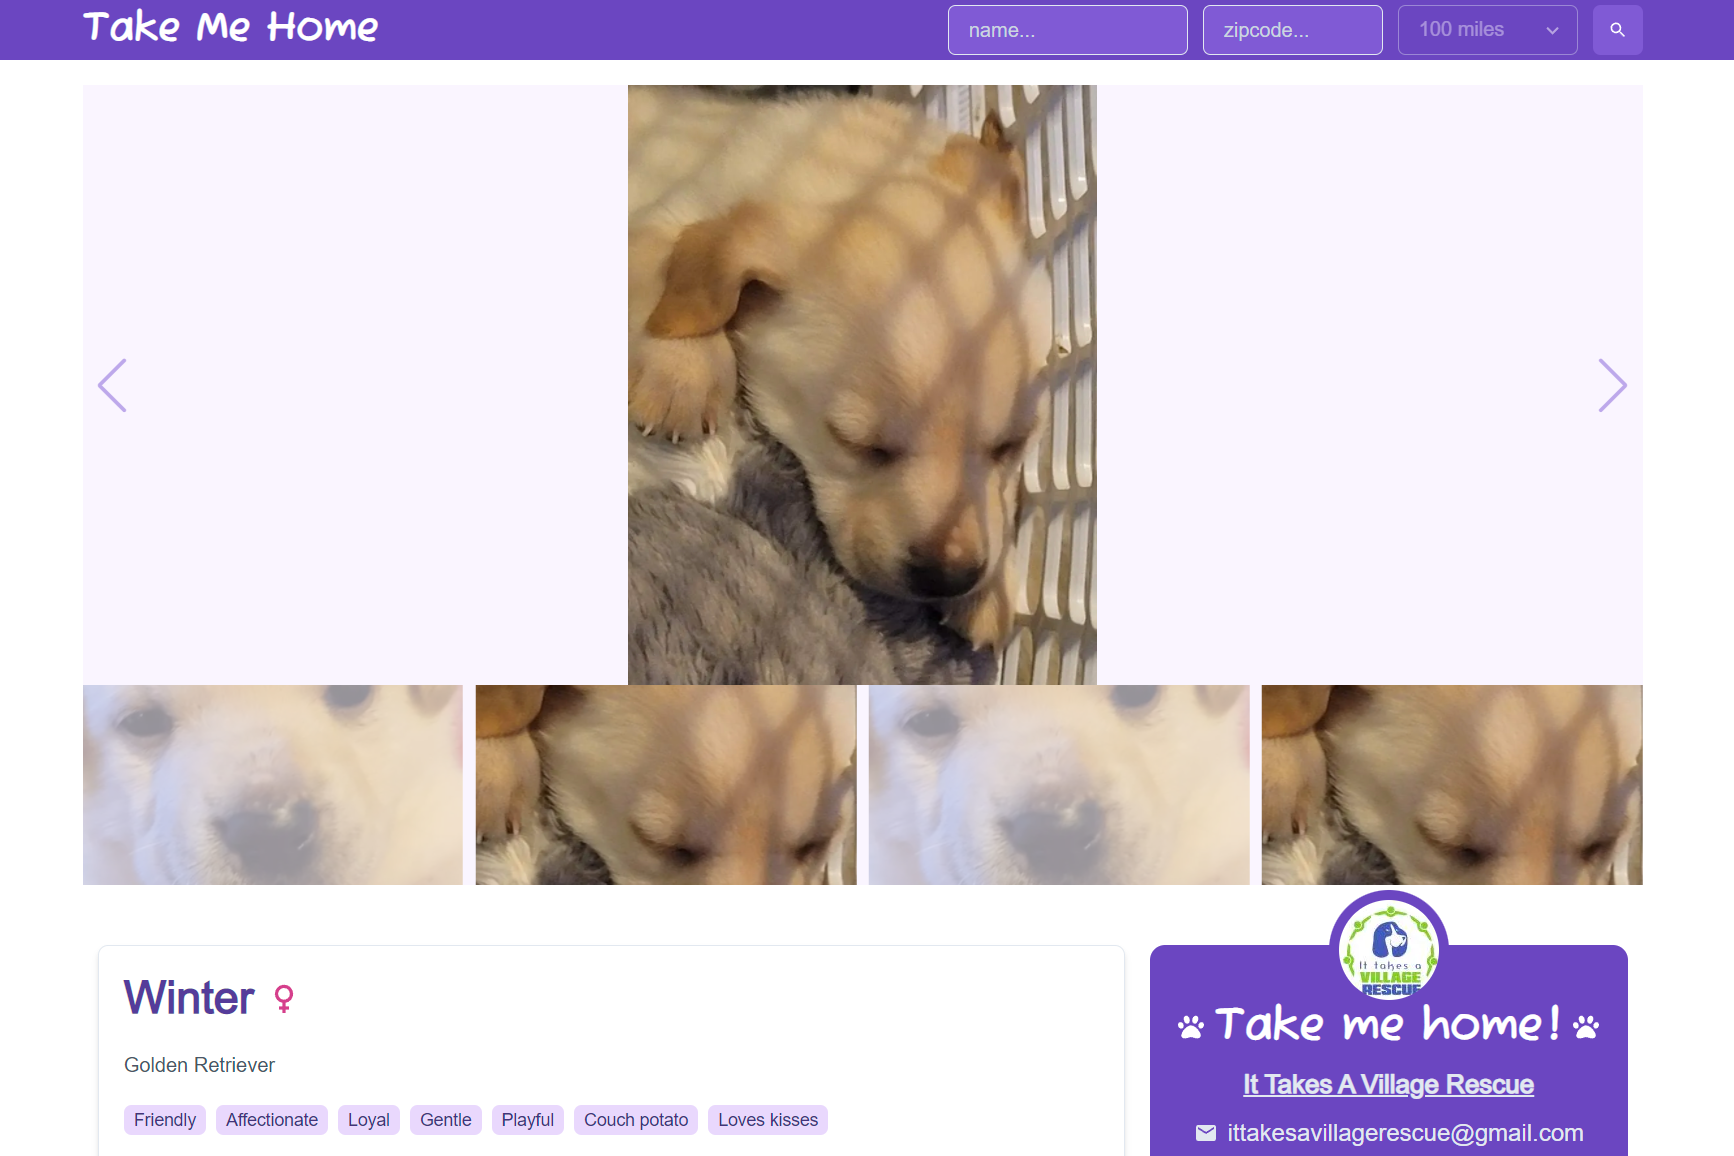 Take Me Home
name...
zipcode...
100 miles
It takes a
VILLAGE
RESCUE
Take me home!
It Takes A Village Rescue
ittakesavillagerescue@gmail.com
Winter
Golden Retriever
Friendly
Affectionate
Loyal
Gentle
Playful
Couch potato
Loves kisses